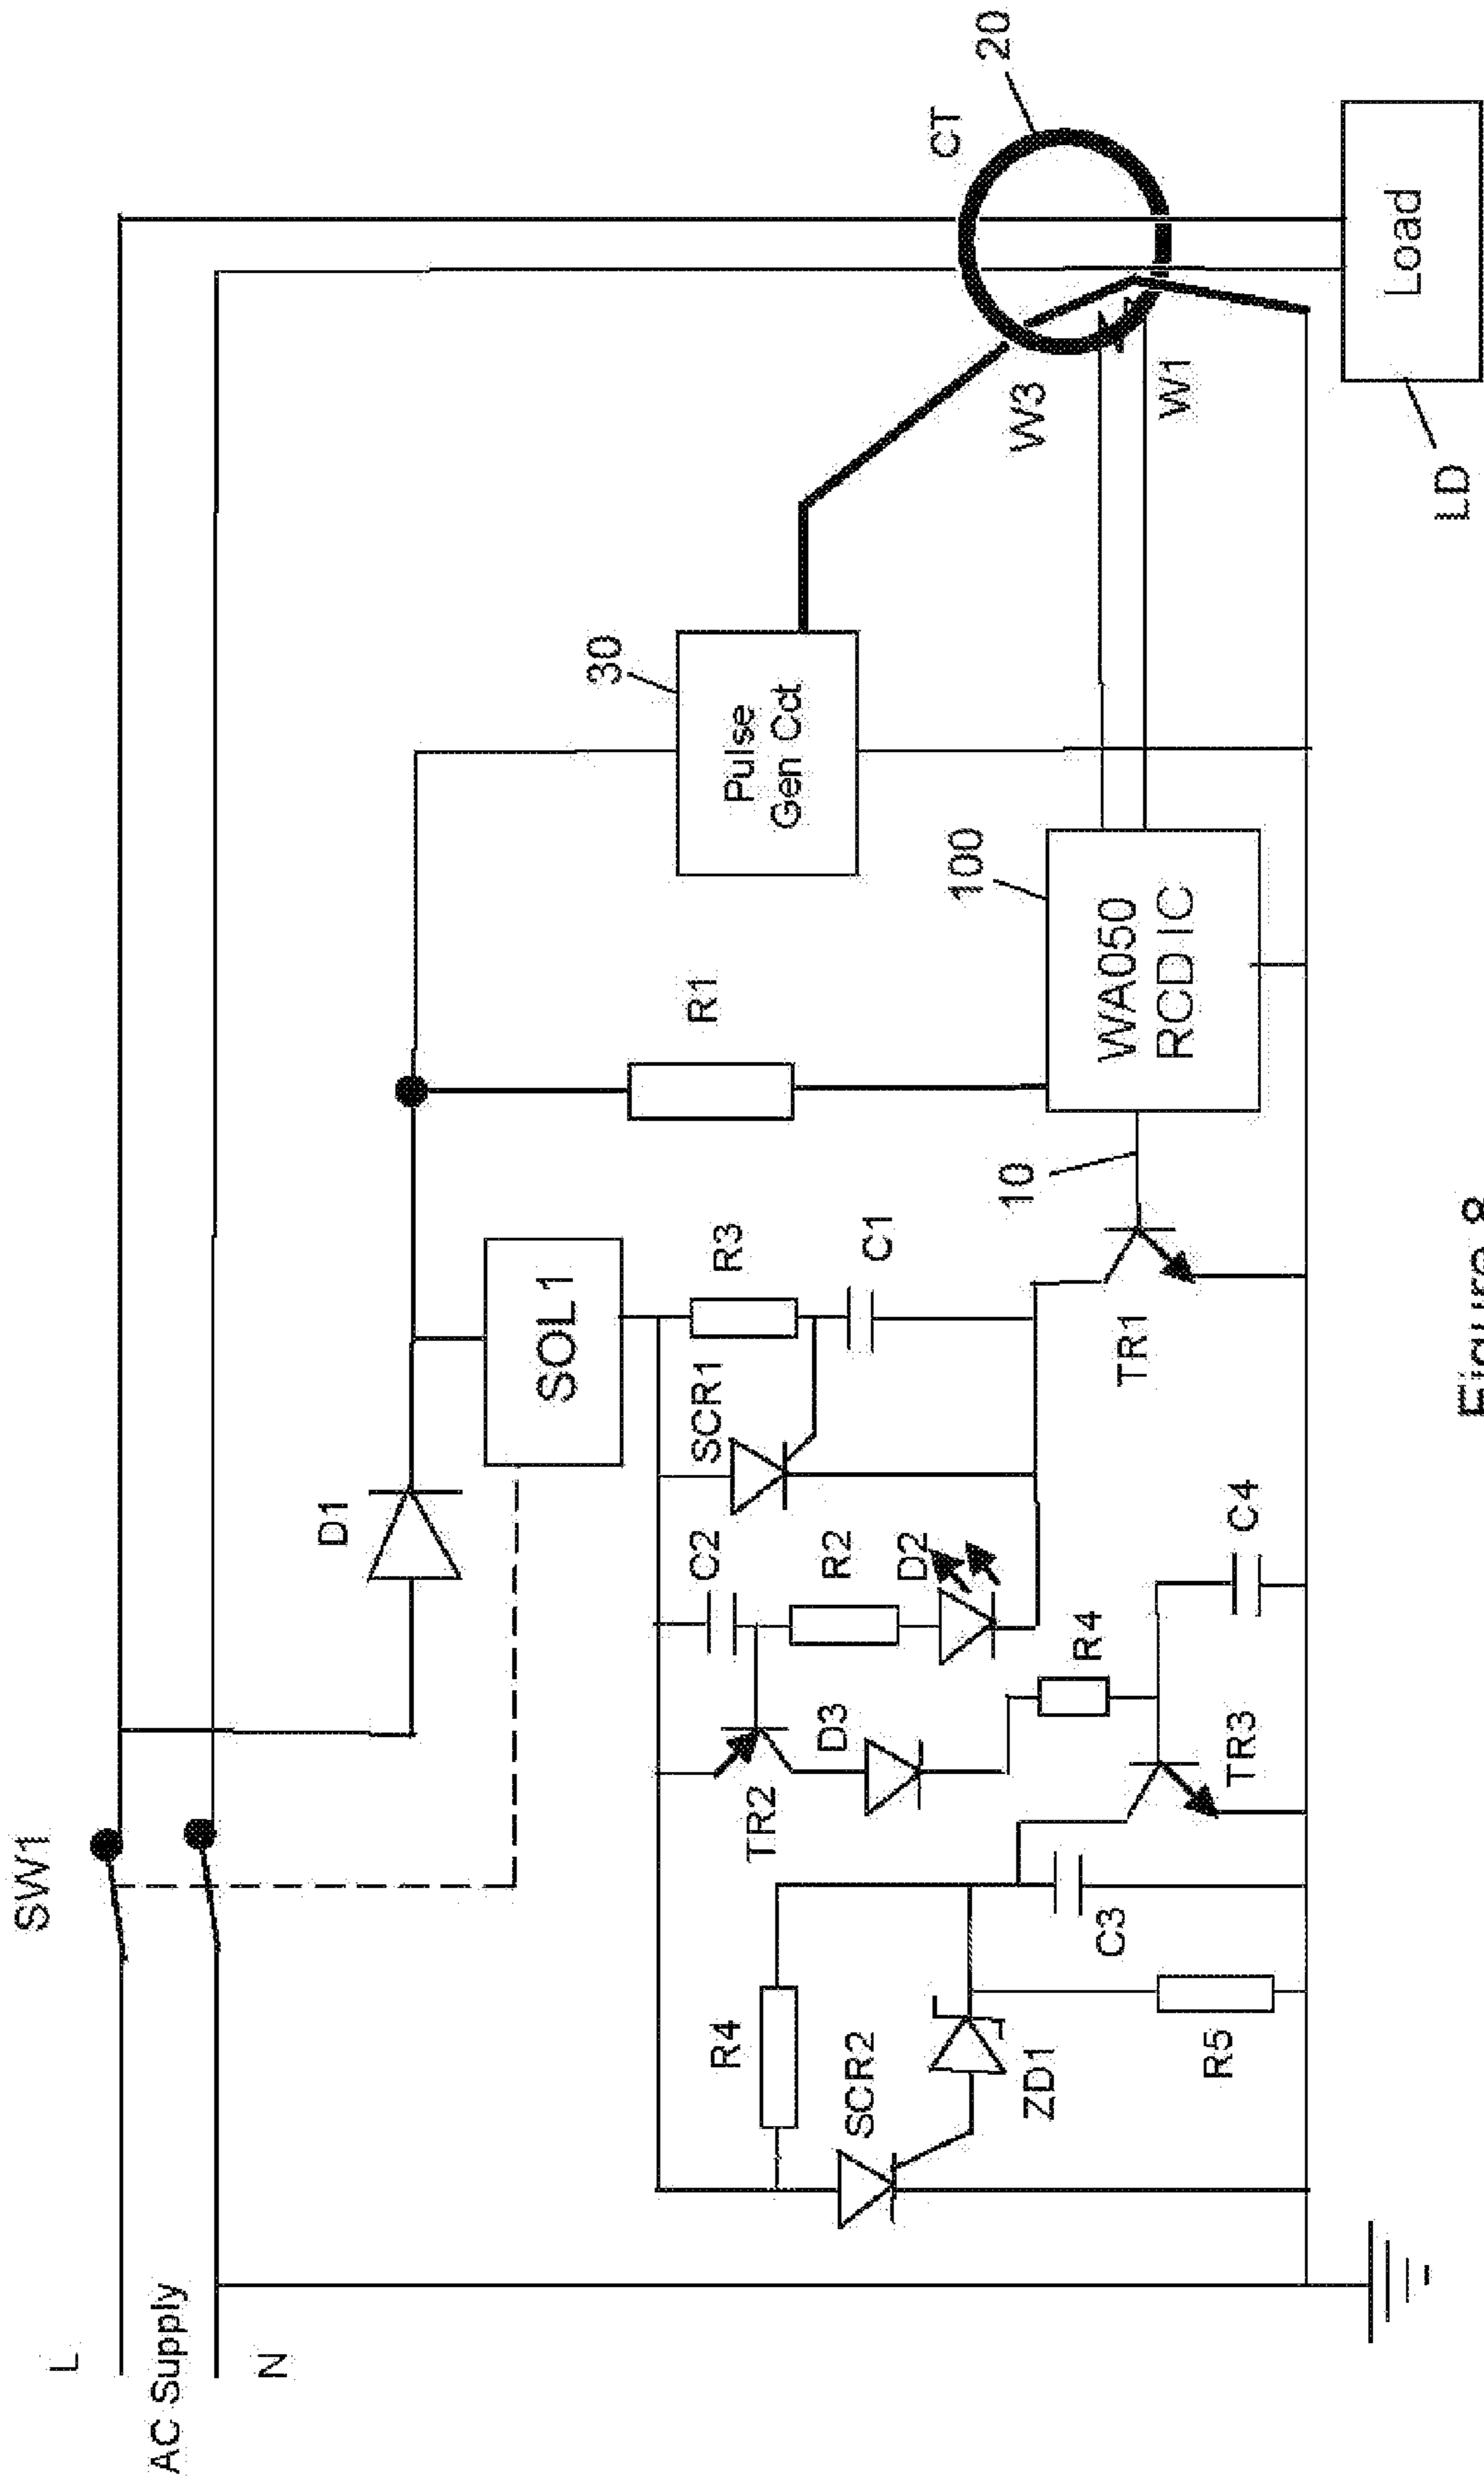 L
AC Supply
N
SW1
D1
SOL1
R1
30
Pulse
Gen Cct
CT
20
W3
W1
100
WA050
RCD IC
10
TR1
R3
C1
SCR1
C2
R2
D2
TR2
D3
R4
C4
TR3
R4
SCR2
ZD1
C3
R5
Load
LD
Figure 8